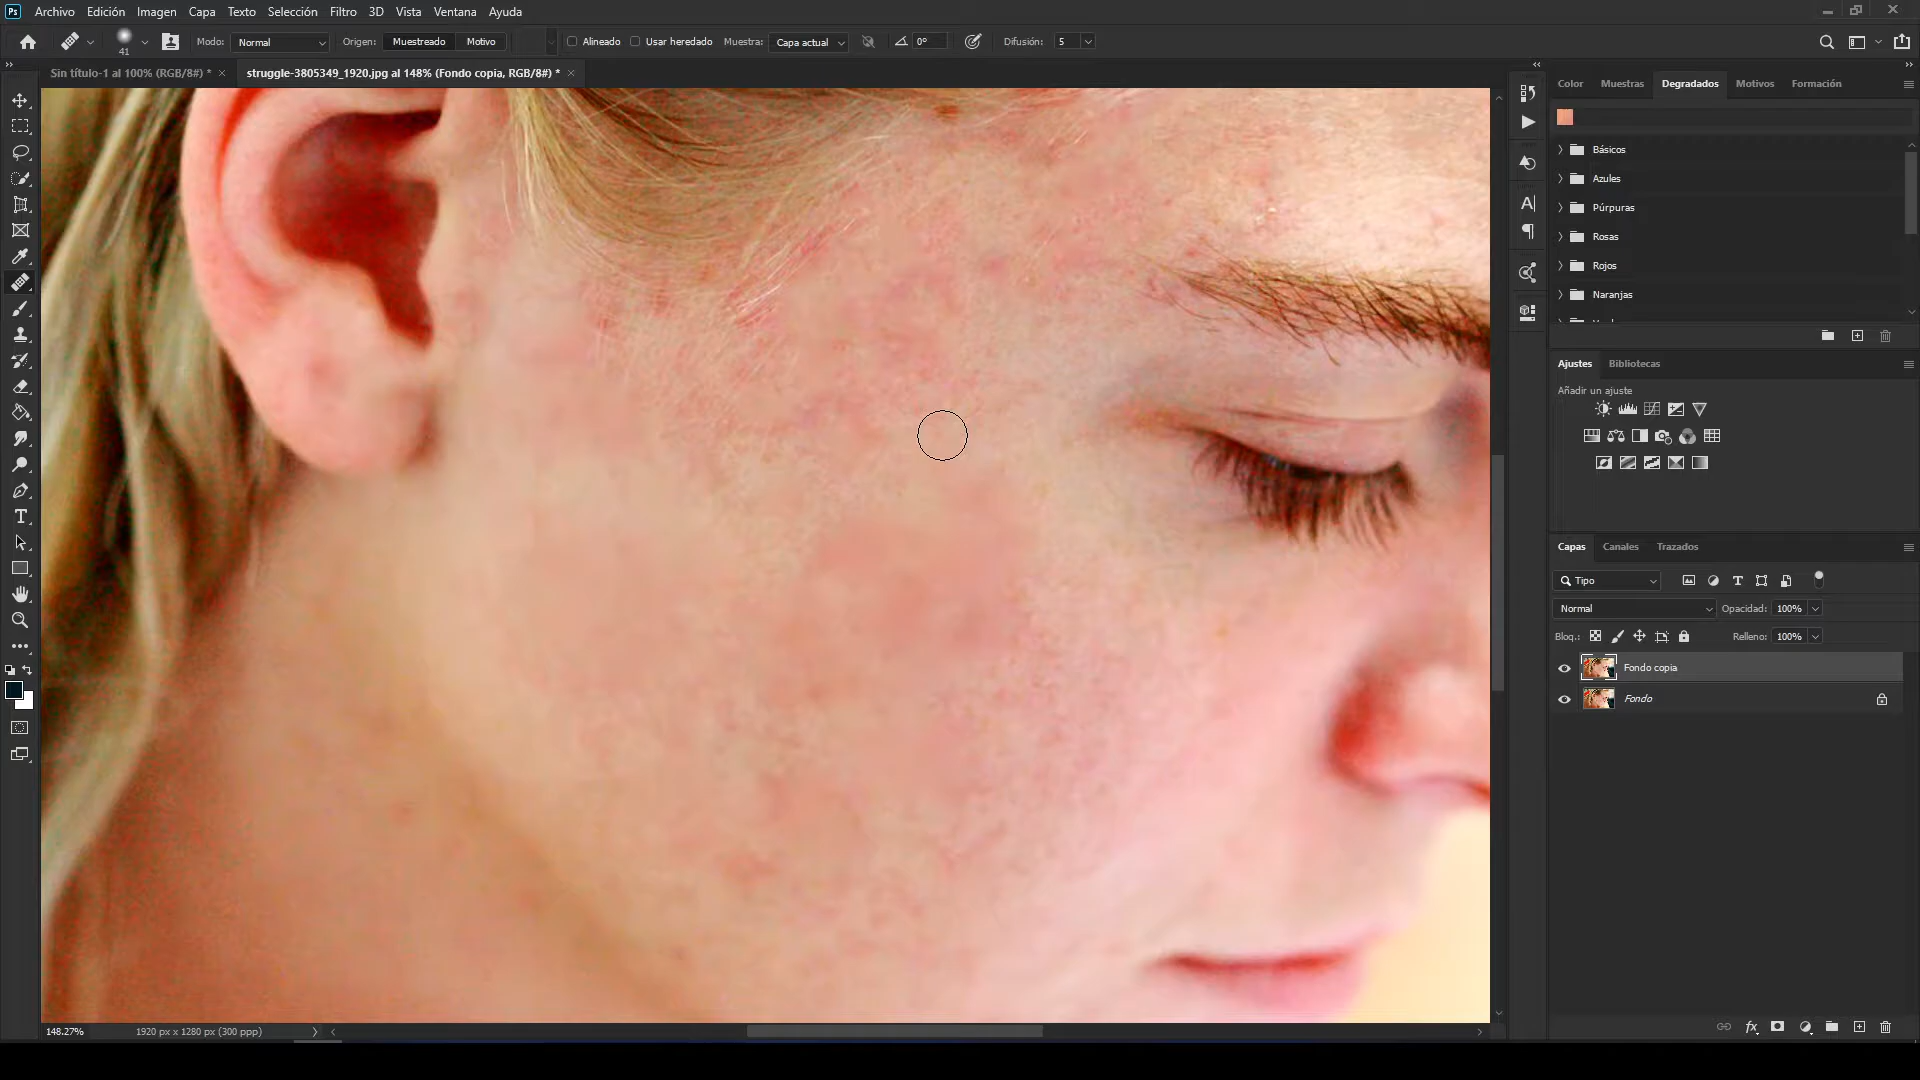 Ps Archivo Edición Imagen Capa Texto Selección Filtro 3D Vista Ventana Ayuda
41 Modo: Normal Origen: Muestreado Motivo Alineado Usar heredado Muestra: Capa actual 0° Difusión: 5
Sin título-1 al 100% (RGB/8#) * × struggle-3805349_1920.jpg al 148% (Fondo copia, RGB/8#) * ×
Color Muestras Degradados Motivos Formación
Básicos
Azules
Púrpuras
Rosas
Rojos
Naranjas
Ajustes Bibliotecas
Añadir un ajuste
Capas Canales Trazados
Tipo
Normal Opacidad: 100%
Bloq.: Relleno: 100%
Fondo copia
Fondo
148.27% 1920 px x 1280 px (300 ppp)